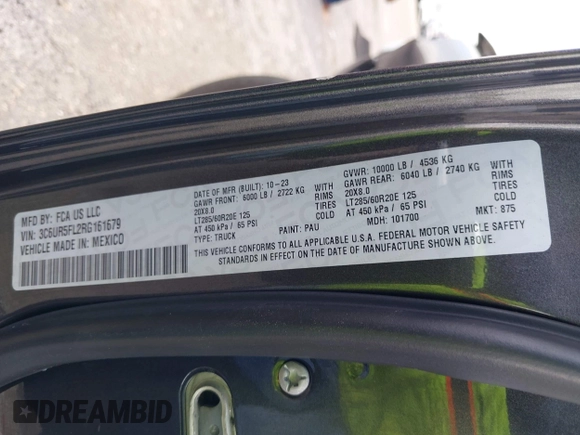 MFD BY: FCA US LLC
VIN: 3C6UR5FL2RG161679
VEHICLE MADE IN: MEXICO
DATE OF MFR (BUILT): 10-23
GAWR FRONT: 6000 LB / 2722 KG WITH
20X8.0 RIMS
LT285/60R20E 125 TIRES
AT 450 kPa / 65 PSI COLD
TYPE: TRUCK
PAINT: PAU
GVWR: 10000 LB / 4536 KG
GAWR REAR: 6040 LB / 2740 KG WITH
20X8.0 RIMS
LT285/60R20E 125 TIRES
AT 450 kPa / 65 PSI COLD
MDH: 101700
MKT: 875
THIS VEHICLE CONFORMS TO ALL APPLICABLE U.S.A. FEDERAL MOTOR VEHICLE SAFETY
STANDARDS IN EFFECT ON THE DATE OF MANUFACTURE SHOWN ABOVE.
DREAMBID